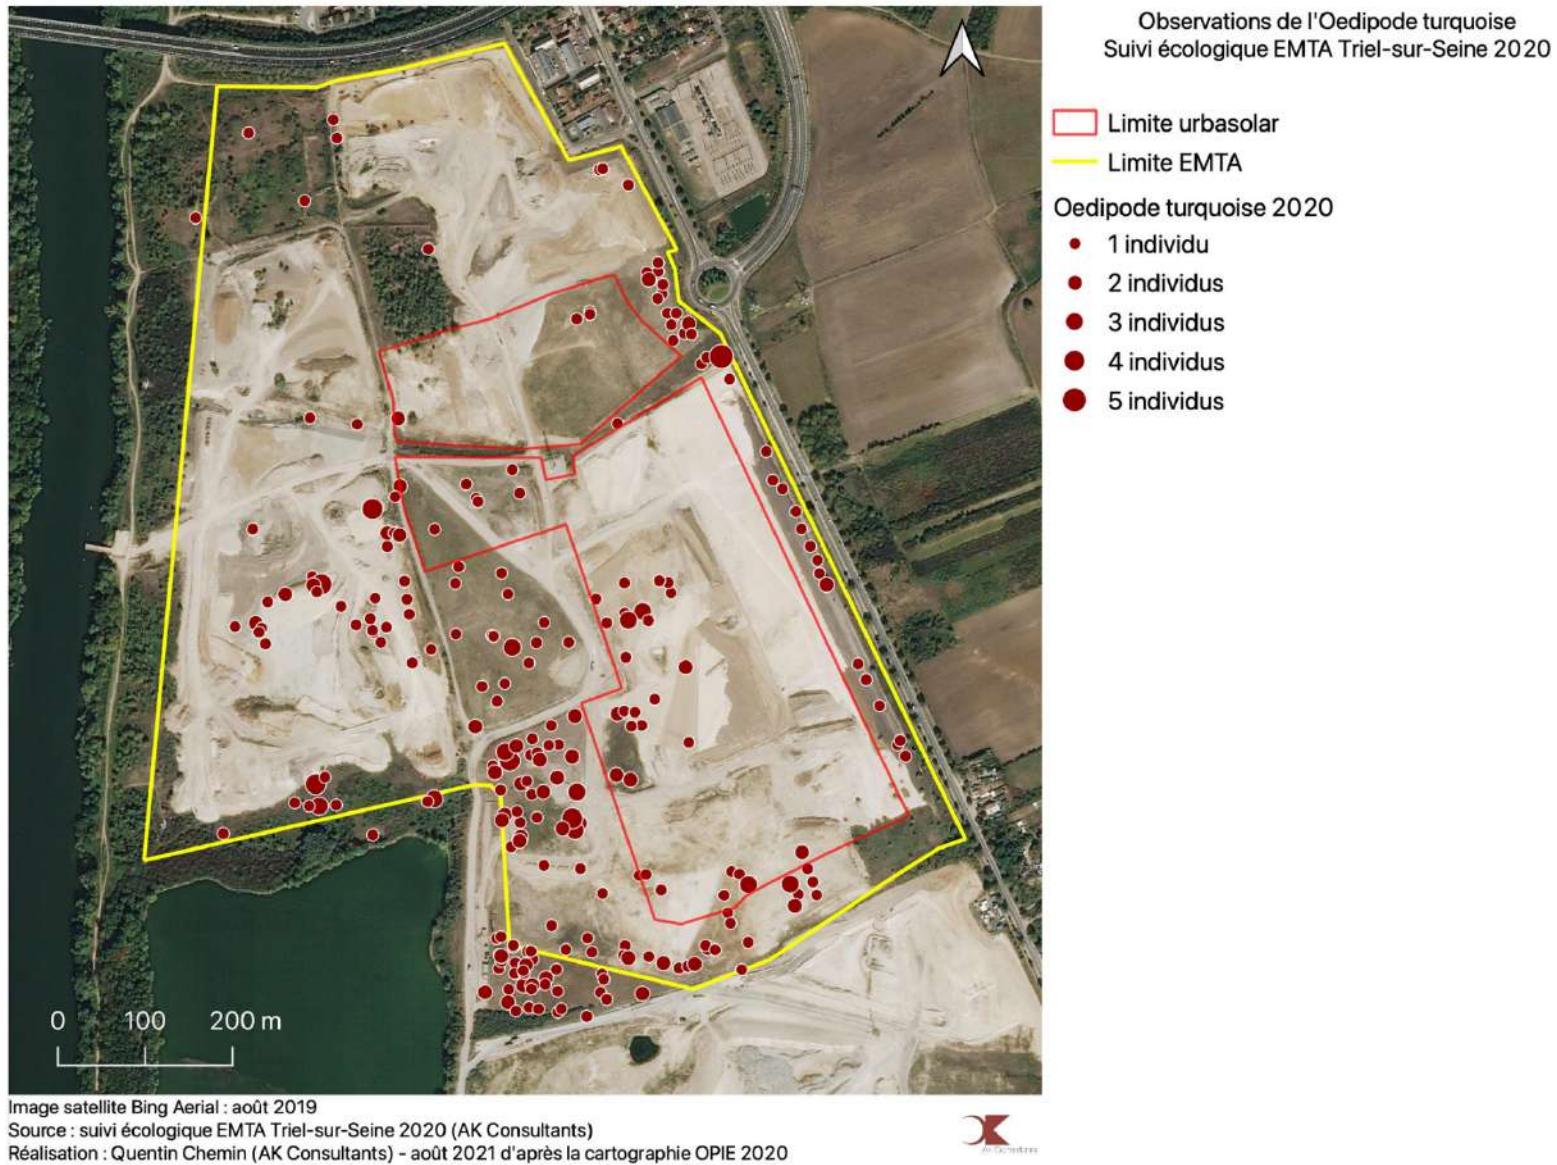 Observations de l'Oedipode turquoise
Suivi écologique EMTA Triel-sur-Seine 2020
Limite urbasolar
Limite EMTA
Oedipode turquoise 2020
1 individu
2 individus
3 individus
4 individus
5 individus
0 100 200 m
Image satellite Bing Aerial : août 2019
Source : suivi écologique EMTA Triel-sur-Seine 2020 (AK Consultants)
Réalisation : Quentin Chemin (AK Consultants) - août 2021 d'après la cartographie OPIE 2020